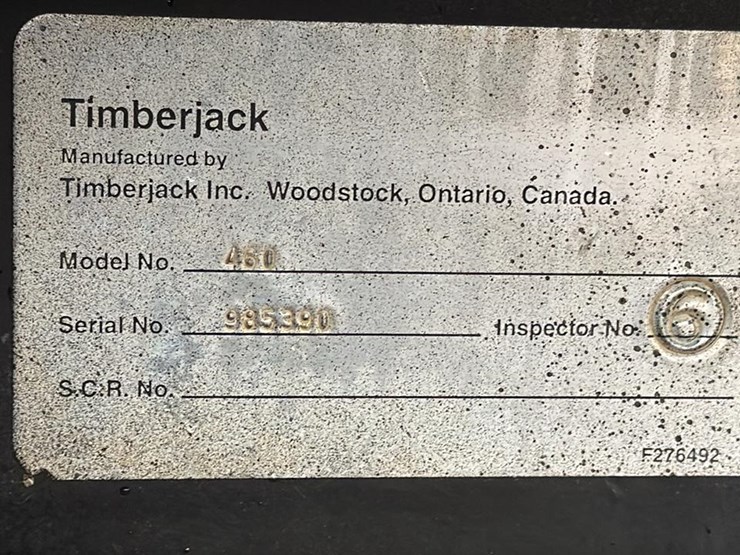 Timberjack
Manufactured by
Timberjack Inc. Woodstock, Ontario, Canada.
Model No. 460
Serial No. 985390 Inspector No. 6
S.C.R. No.
F276492